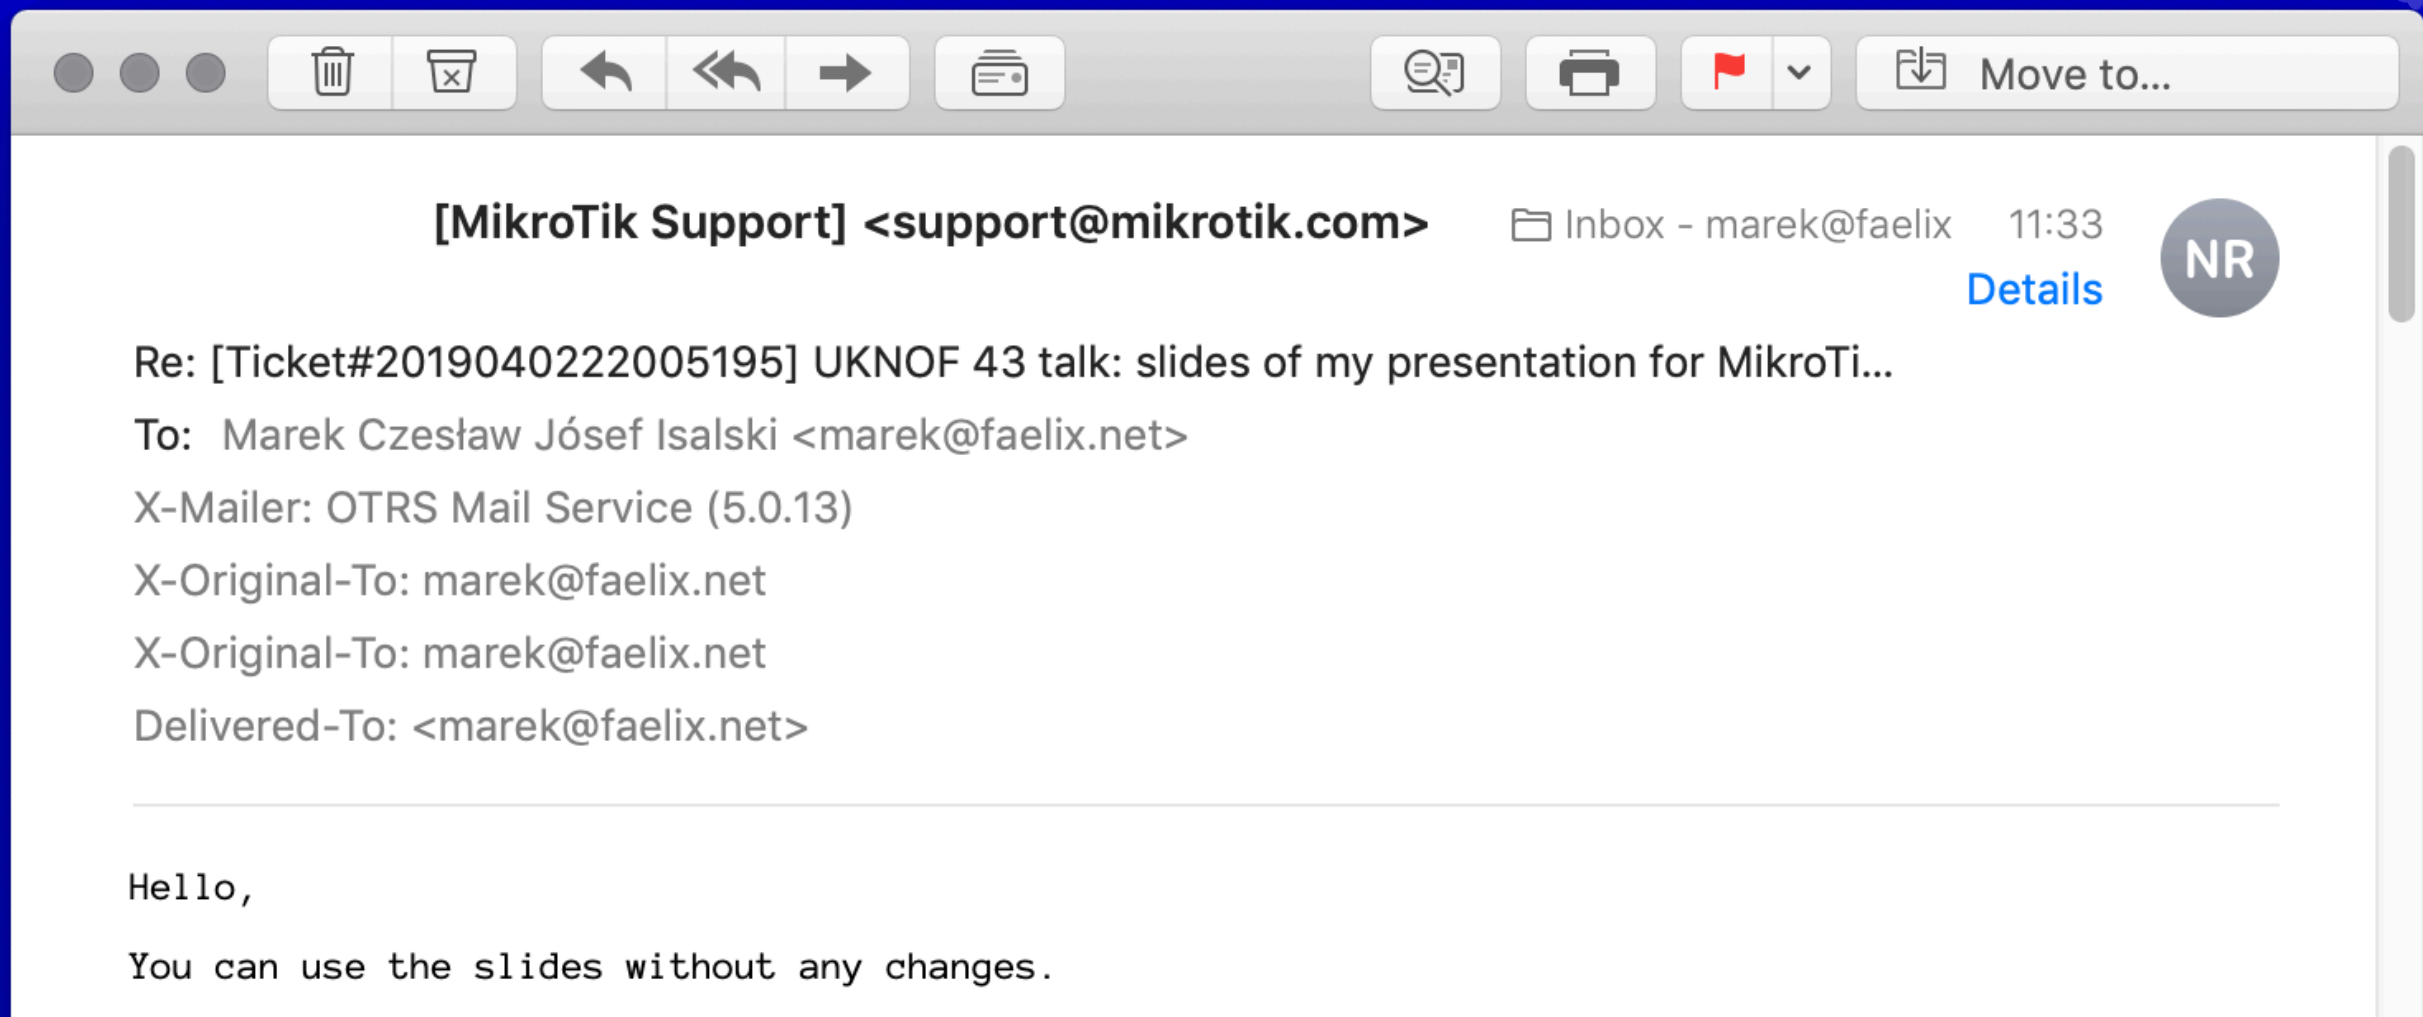 Move to...
[MikroTik Support] <support@mikrotik.com> Inbox - marek@faelix 11:33
NR
Details
Re: [Ticket#2019040222005195] UKNOF 43 talk: slides of my presentation for MikroTi...
To: Marek Czesław Jósef Isalski <marek@faelix.net>
X-Mailer: OTRS Mail Service (5.0.13)
X-Original-To: marek@faelix.net
X-Original-To: marek@faelix.net
Delivered-To: <marek@faelix.net>
Hello,
You can use the slides without any changes.